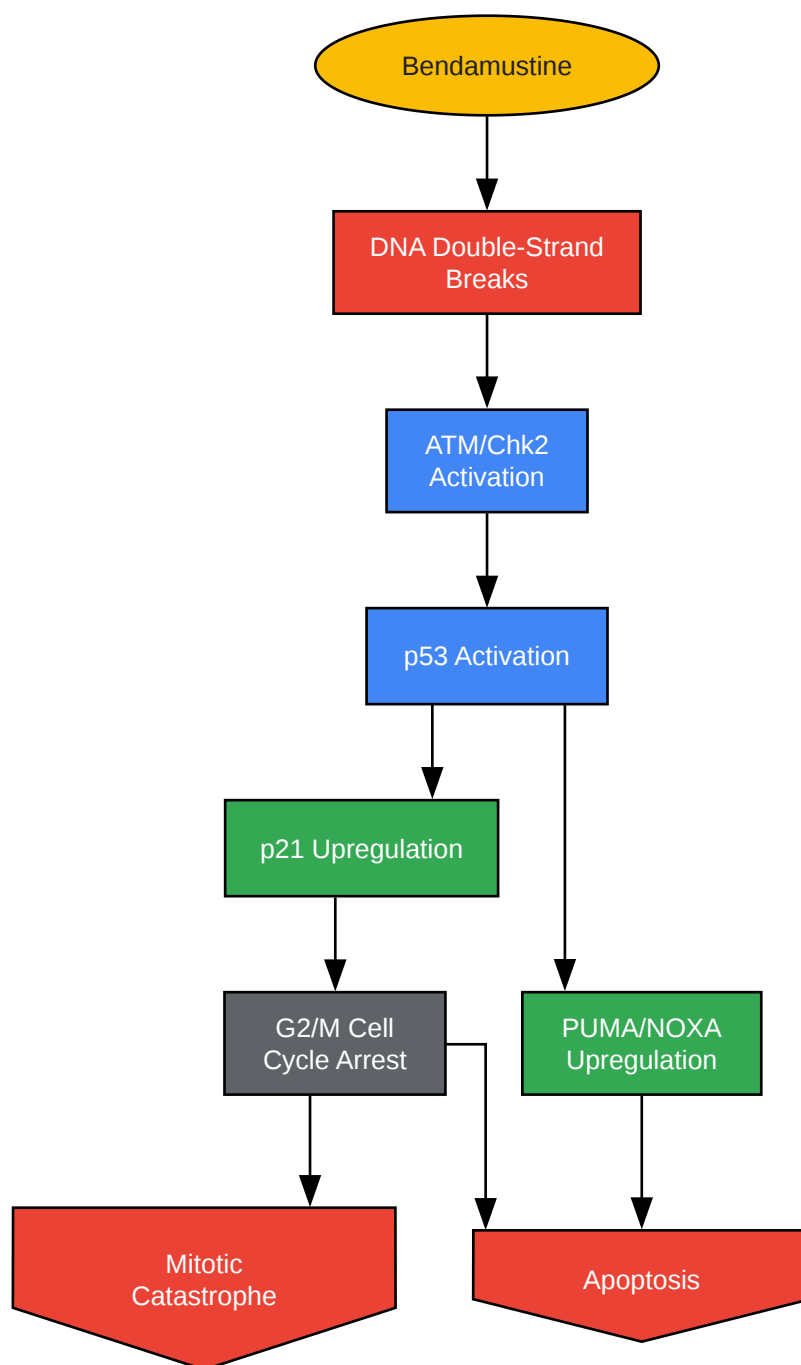 Bendamustine
DNA Double-Strand
Breaks
ATM/Chk2
Activation
p53 Activation
p21 Upregulation
G2/M Cell
Cycle Arrest
PUMA/NOXA
Upregulation
Mitotic
Catastrophe
Apoptosis